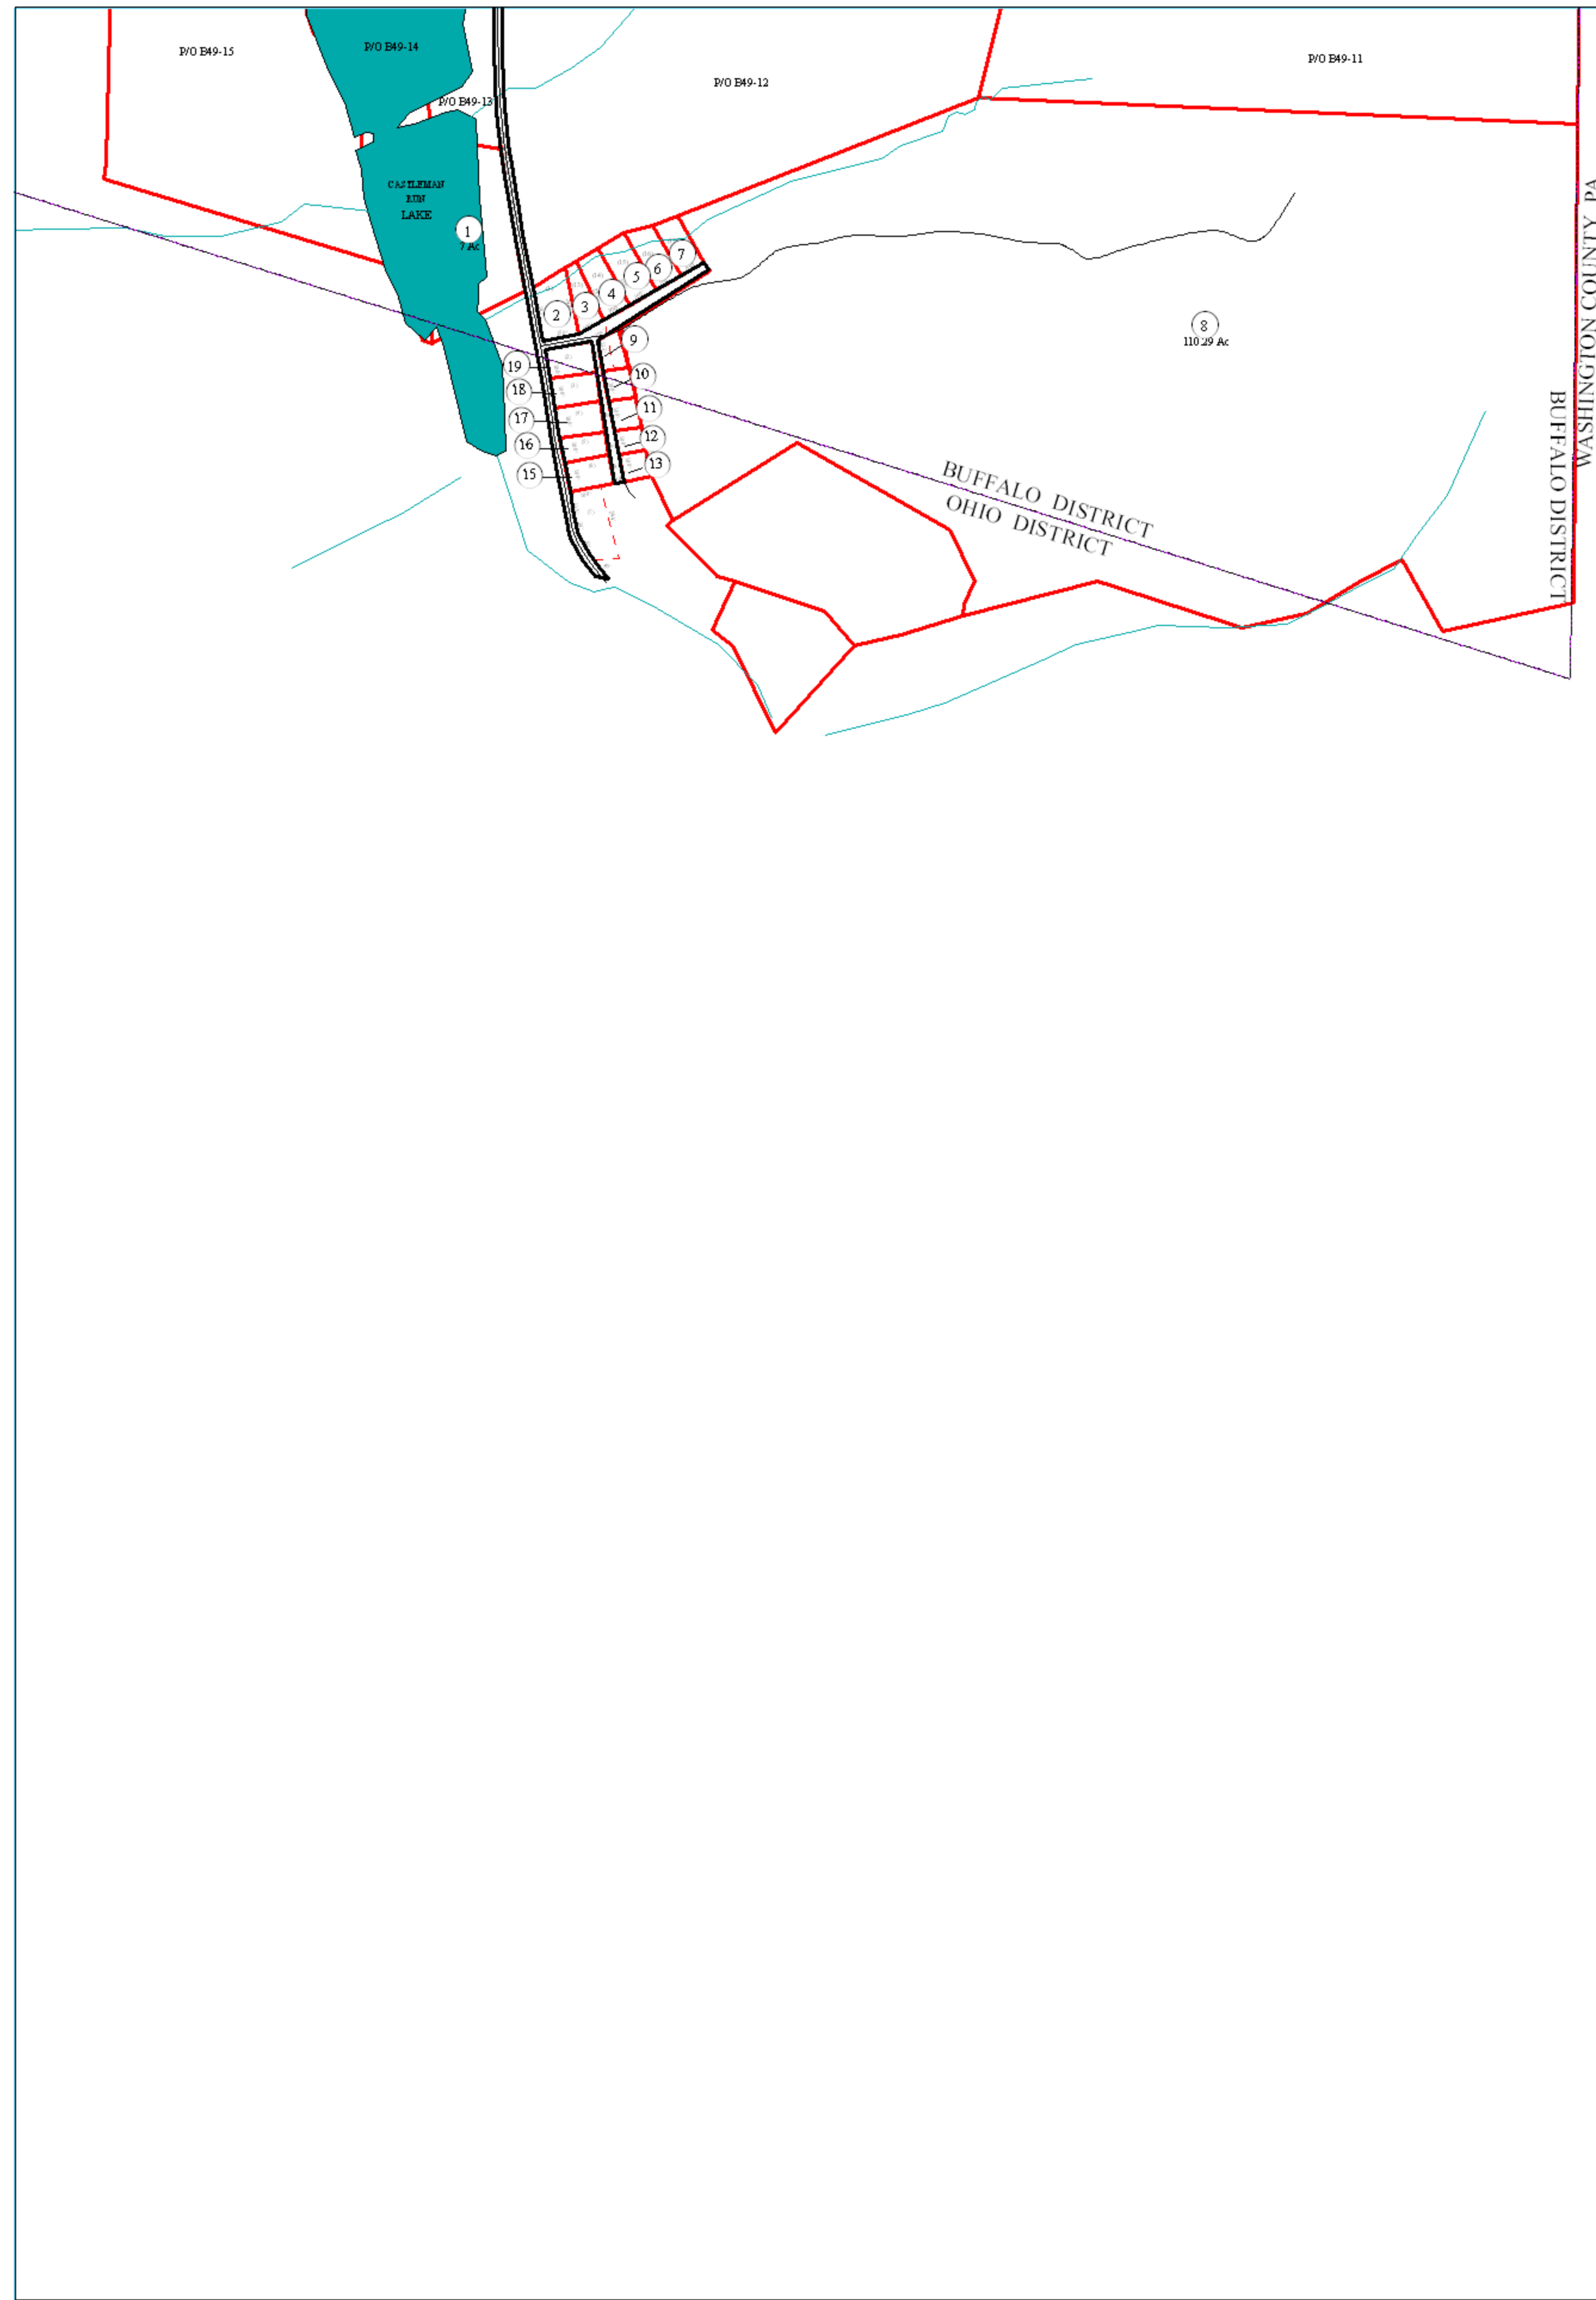 P/O B49-15
P/O B49-14
P/O B49-13
P/O B49-12
P/O B49-11
CASTLEMAN
RUN
LAKE
1
7 Ac
2
3
4
5
6
7
8
110.29 Ac
9
10
11
12
13
19
18
17
16
15
BUFFALO DISTRICT
OHIO DISTRICT
BUFFALO DISTRICT
WASHINGTON COUNTY PA